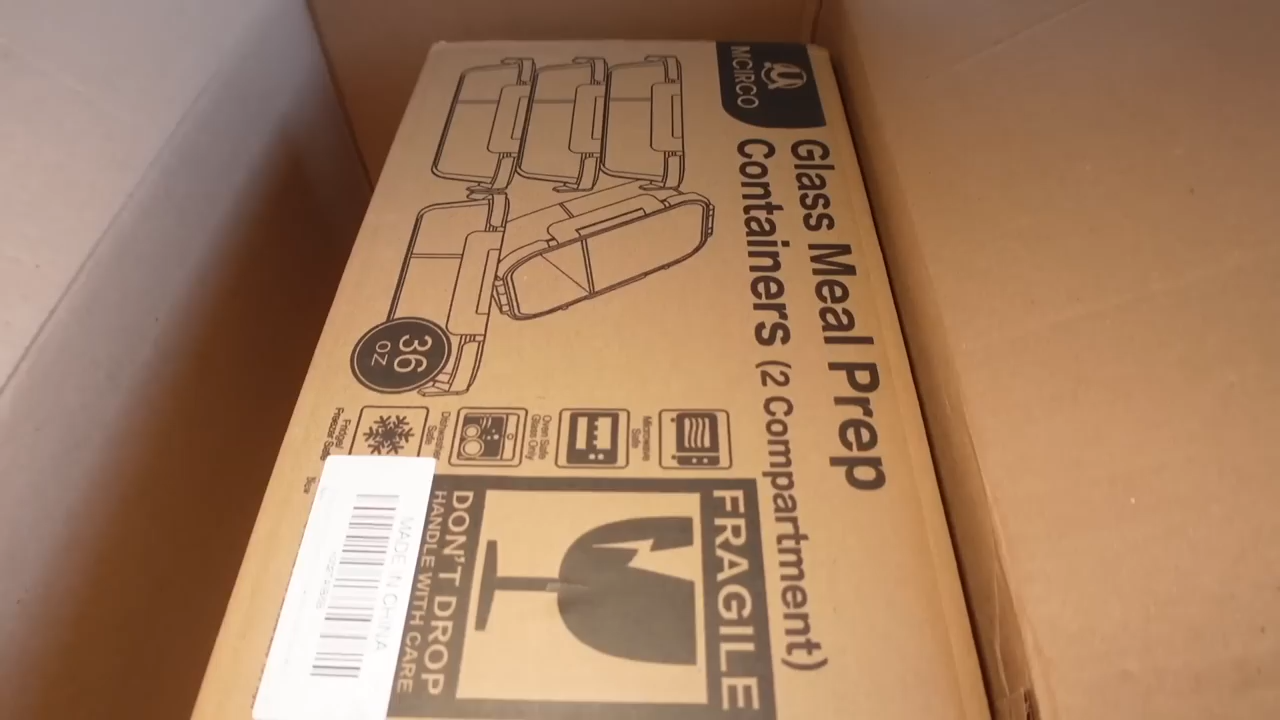 MCIRCO
Glass Meal Prep
Containers (2 Compartment)
36
OZ
Microwave
Safe
Oven Safe
Glass Only
Dishwasher
Safe
Fridge/
Freezer Safe
FRAGILE
DON'T DROP
HANDLE WITH CARE
MADE IN CHINA